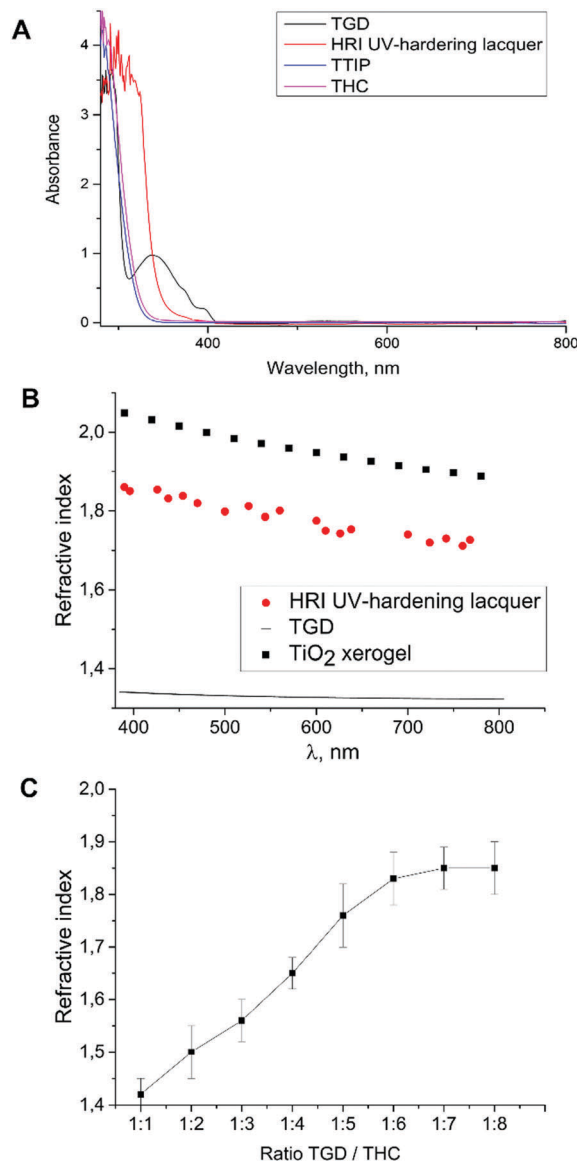 A
TGD
HRI UV-hardering lacquer
TTIP
THC
4
3
2
1
0
Absorbance
400
600
800
Wavelength, nm
B
2,0
1,8
1,6
1,4
Refractive index
HRI UV-hardening lacquer
TGD
TiO2 xerogel
400
500
600
700
800
λ, nm
C
2,0
1,9
1,8
1,7
1,6
1,5
1,4
Refractive index
1:1
1:2
1:3
1:4
1:5
1:6
1:7
1:8
Ratio TGD / THC